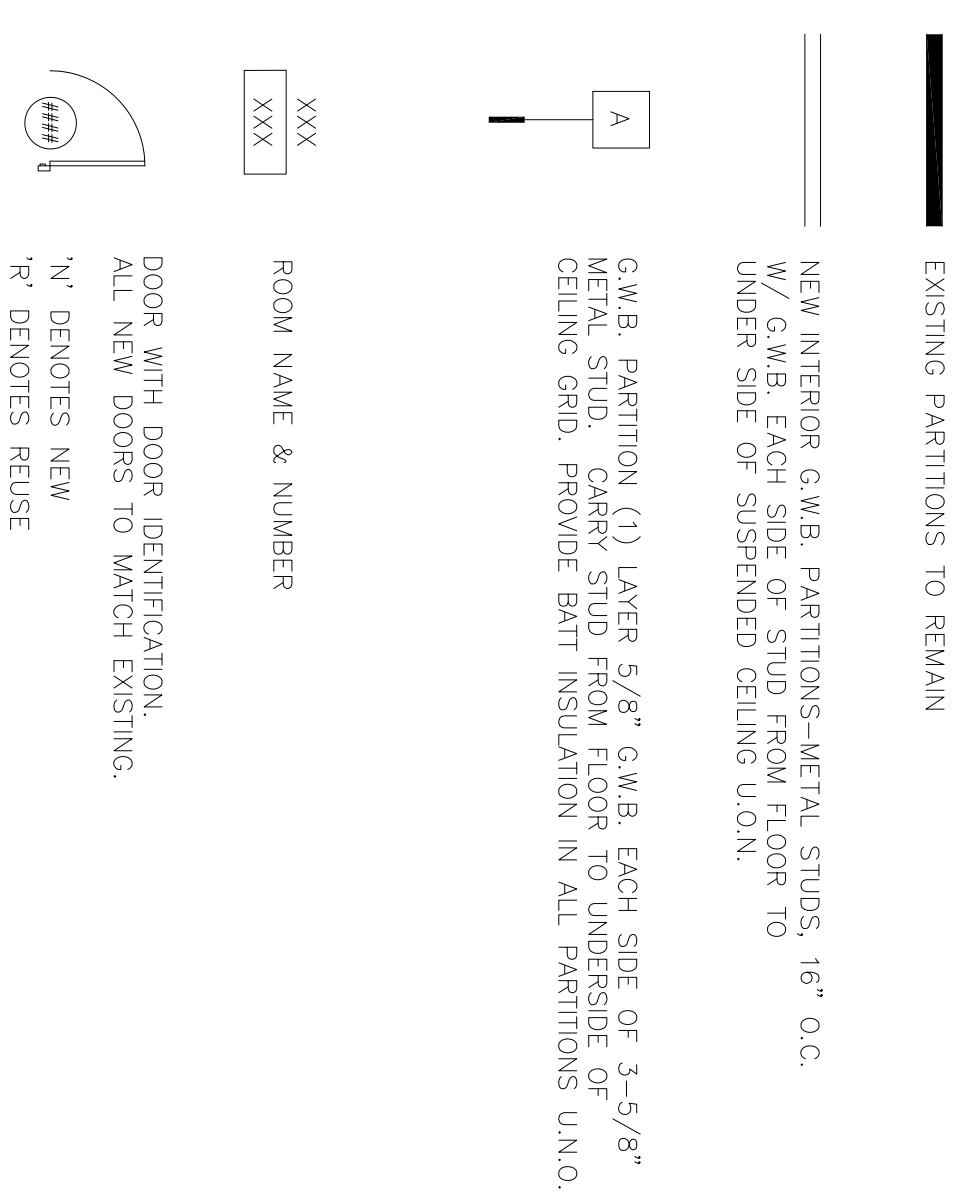 EXISTING PARTITIONS TO REMAIN
NEW INTERIOR G.W.B. PARTITIONS-METAL STUDS, 16" O.C.
W/ G.W.B. EACH SIDE OF STUD FROM FLOOR TO
UNDER SIDE OF SUSPENDED CEILING U.O.N.
A
G.W.B. PARTITION (1) LAYER 5/8" G.W.B. EACH SIDE OF 3-5/8"
METAL STUD. CARRY STUD FROM FLOOR TO UNDERSIDE OF
CEILING GRID. PROVIDE BATT INSULATION IN ALL PARTITIONS U.N.O.
XXX
XXX
ROOM NAME & NUMBER
####
DOOR WITH DOOR IDENTIFICATION.
ALL NEW DOORS TO MATCH EXISTING.
'N' DENOTES NEW
'R' DENOTES REUSE